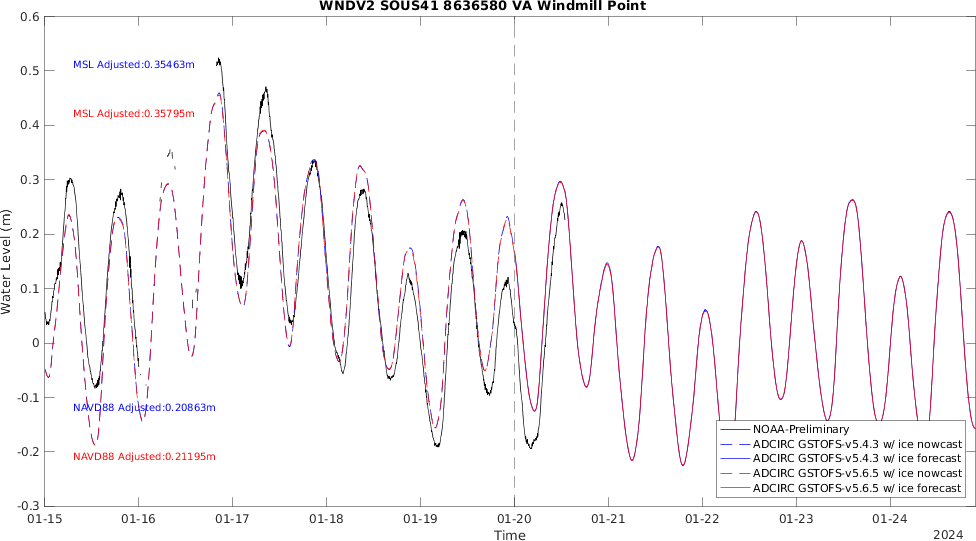 WNDV2 SOUS41 8636580 VA Windmill Point
0.6
0.5
0.4
0.3
0.2
0.1
0
-0.1
-0.2
-0.3
Water Level (m)
MSL Adjusted:0.35463m
MSL Adjusted:0.35795m
NAVD88 Adjusted:0.20863m
NAVD88 Adjusted:0.21195m
NOAA-Preliminary
ADCIRC GSTOFS-v5.4.3 w/ ice nowcast
ADCIRC GSTOFS-v5.4.3 w/ ice forecast
ADCIRC GSTOFS-v5.6.5 w/ ice nowcast
ADCIRC GSTOFS-v5.6.5 w/ ice forecast
01-15 01-16 01-17 01-18 01-19 01-20 01-21 01-22 01-23 01-24
Time
2024